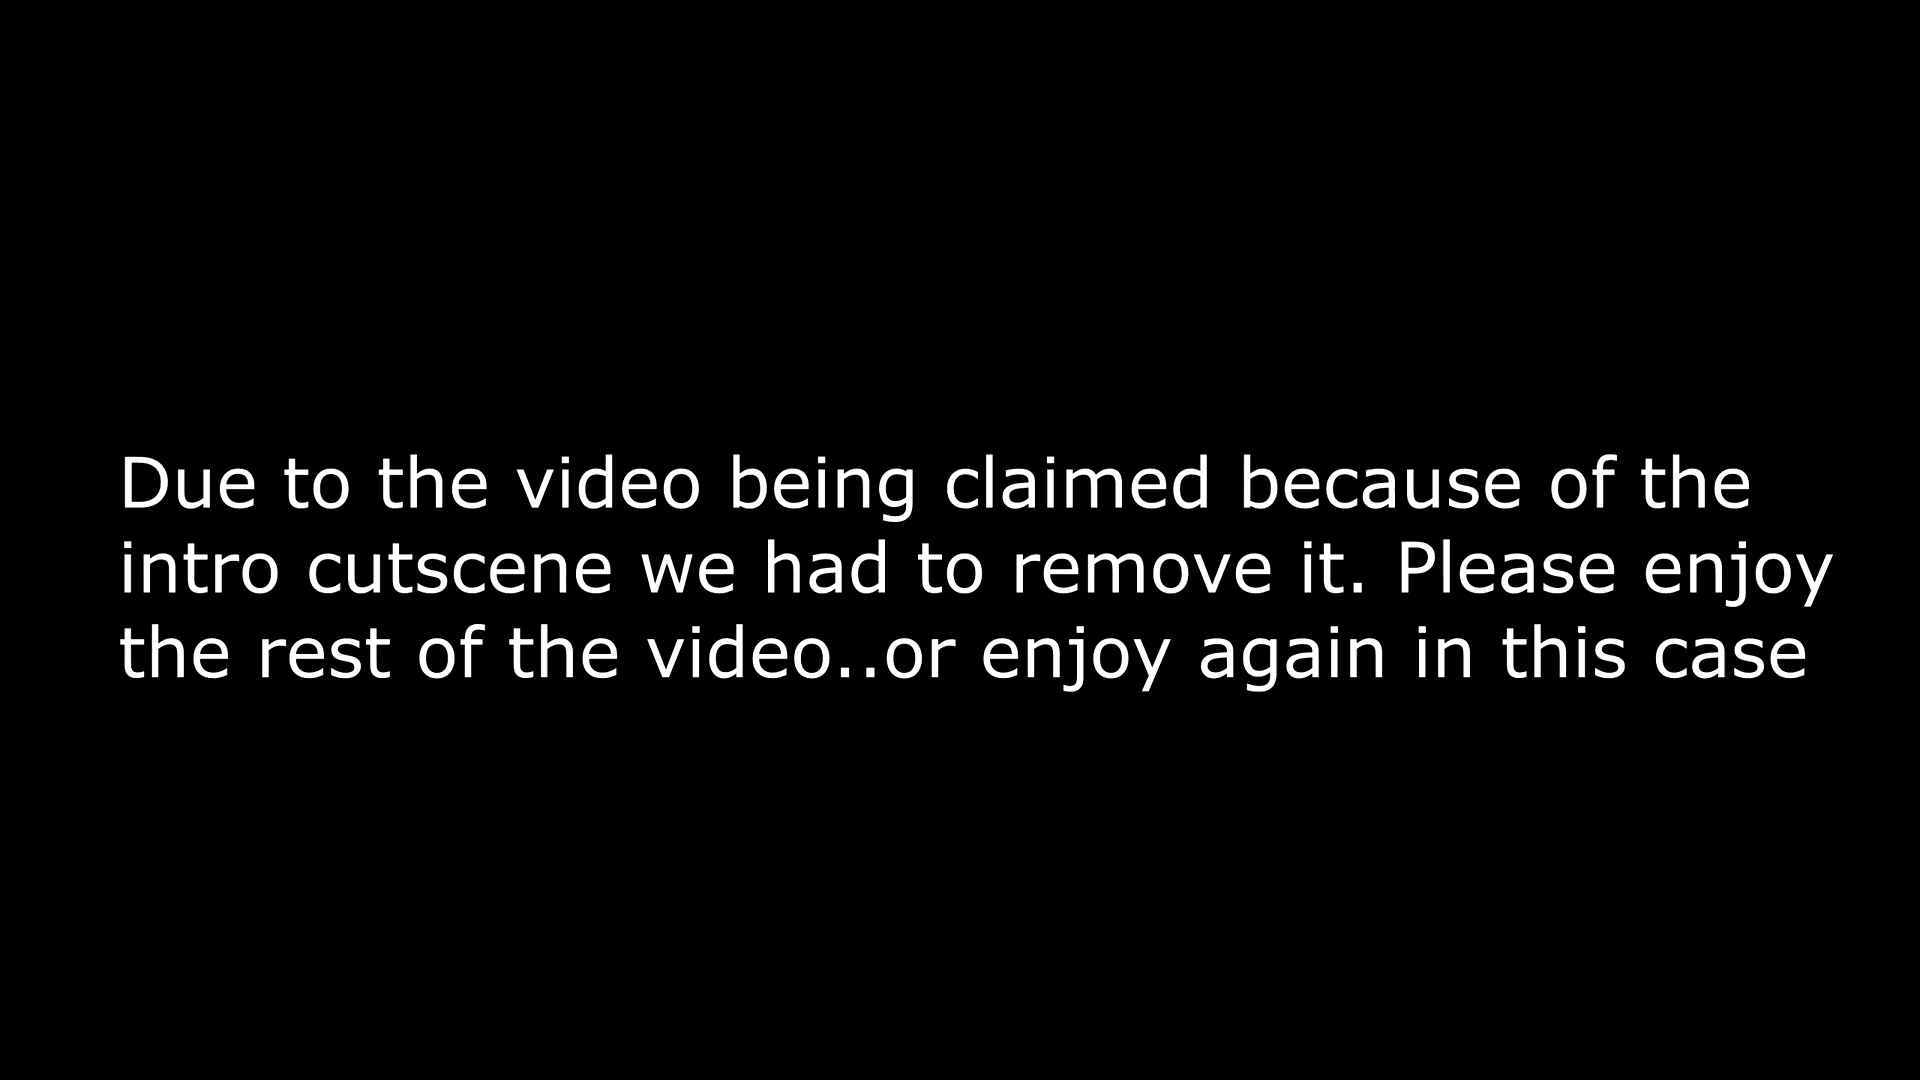 Due to the video being claimed because of the
intro cutscene we had to remove it. Please enjoy
the rest of the video..or enjoy again in this case